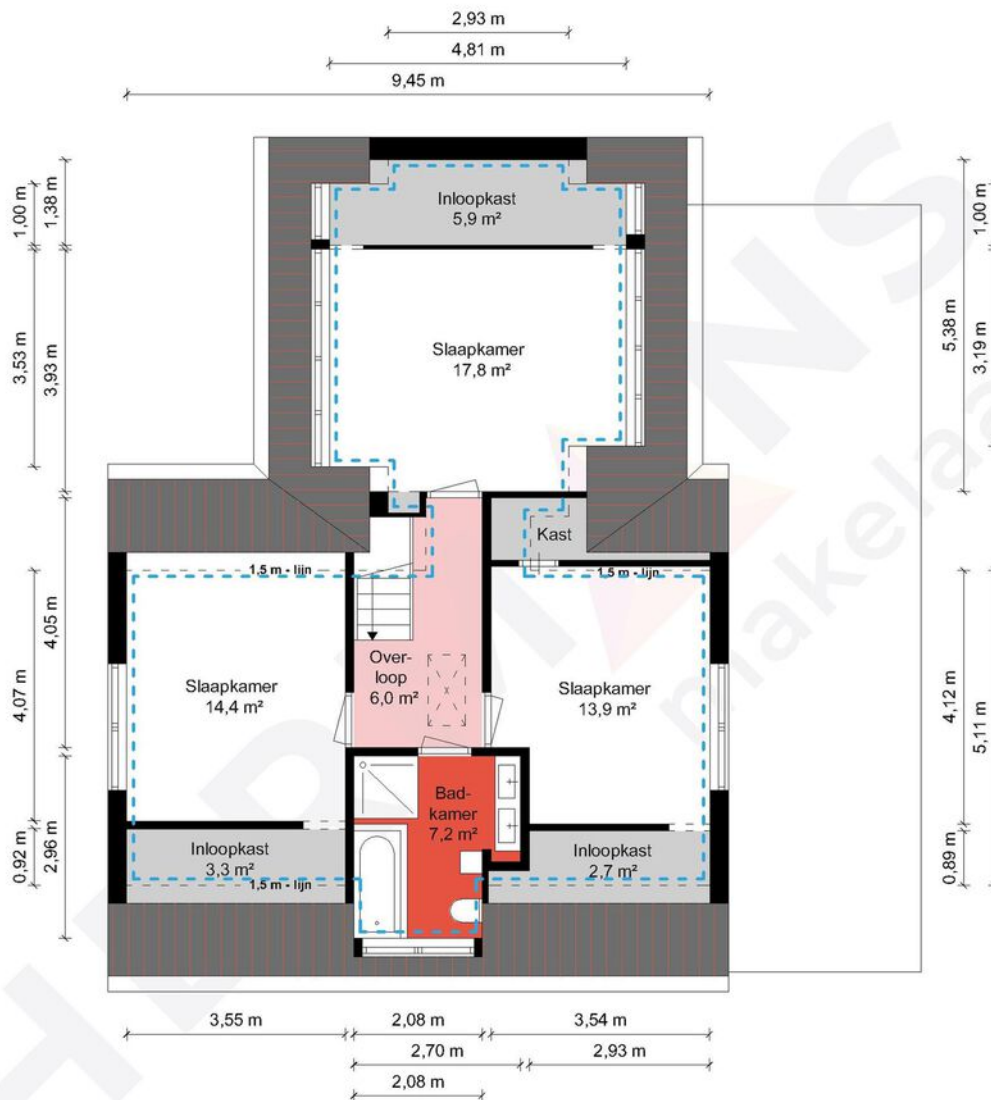 2,93 m
4,81 m
9,45 m
1,00 m
1,38 m
3,53 m
3,93 m
4,05 m
4,07 m
0,92 m
2,96 m
1,00 m
5,38 m
3,19 m
4,12 m
5,11 m
0,89 m
Inloopkast
5,9 m²
Slaapkamer
17,8 m²
Kast
1.5 m - lijn
1.5 m - lijn
Over-
loop
6,0 m²
Slaapkamer
14,4 m²
Slaapkamer
13,9 m²
Bad-
kamer
7,2 m²
Inloopkast
3,3 m²
1.5 m - lijn
Inloopkast
2,7 m²
3,55 m
2,08 m
3,54 m
2,70 m
2,93 m
2,08 m